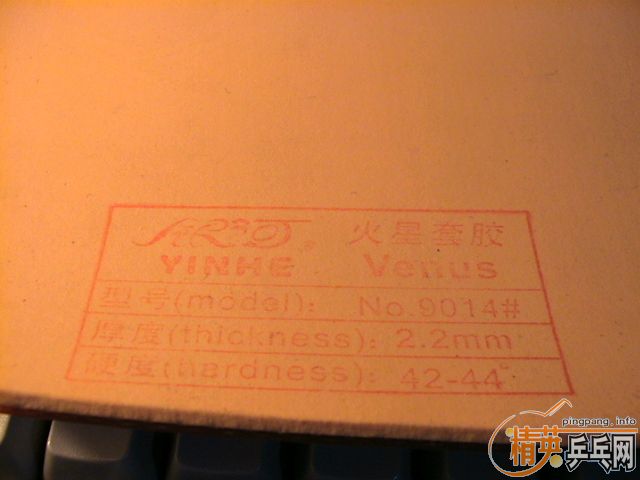 火星套胶
YINHE Venus
型号(model): No.9014#
厚度(thickness): 2.2mm
硬度(hardness): 42-44°
pingpang.info
精英乒乓网